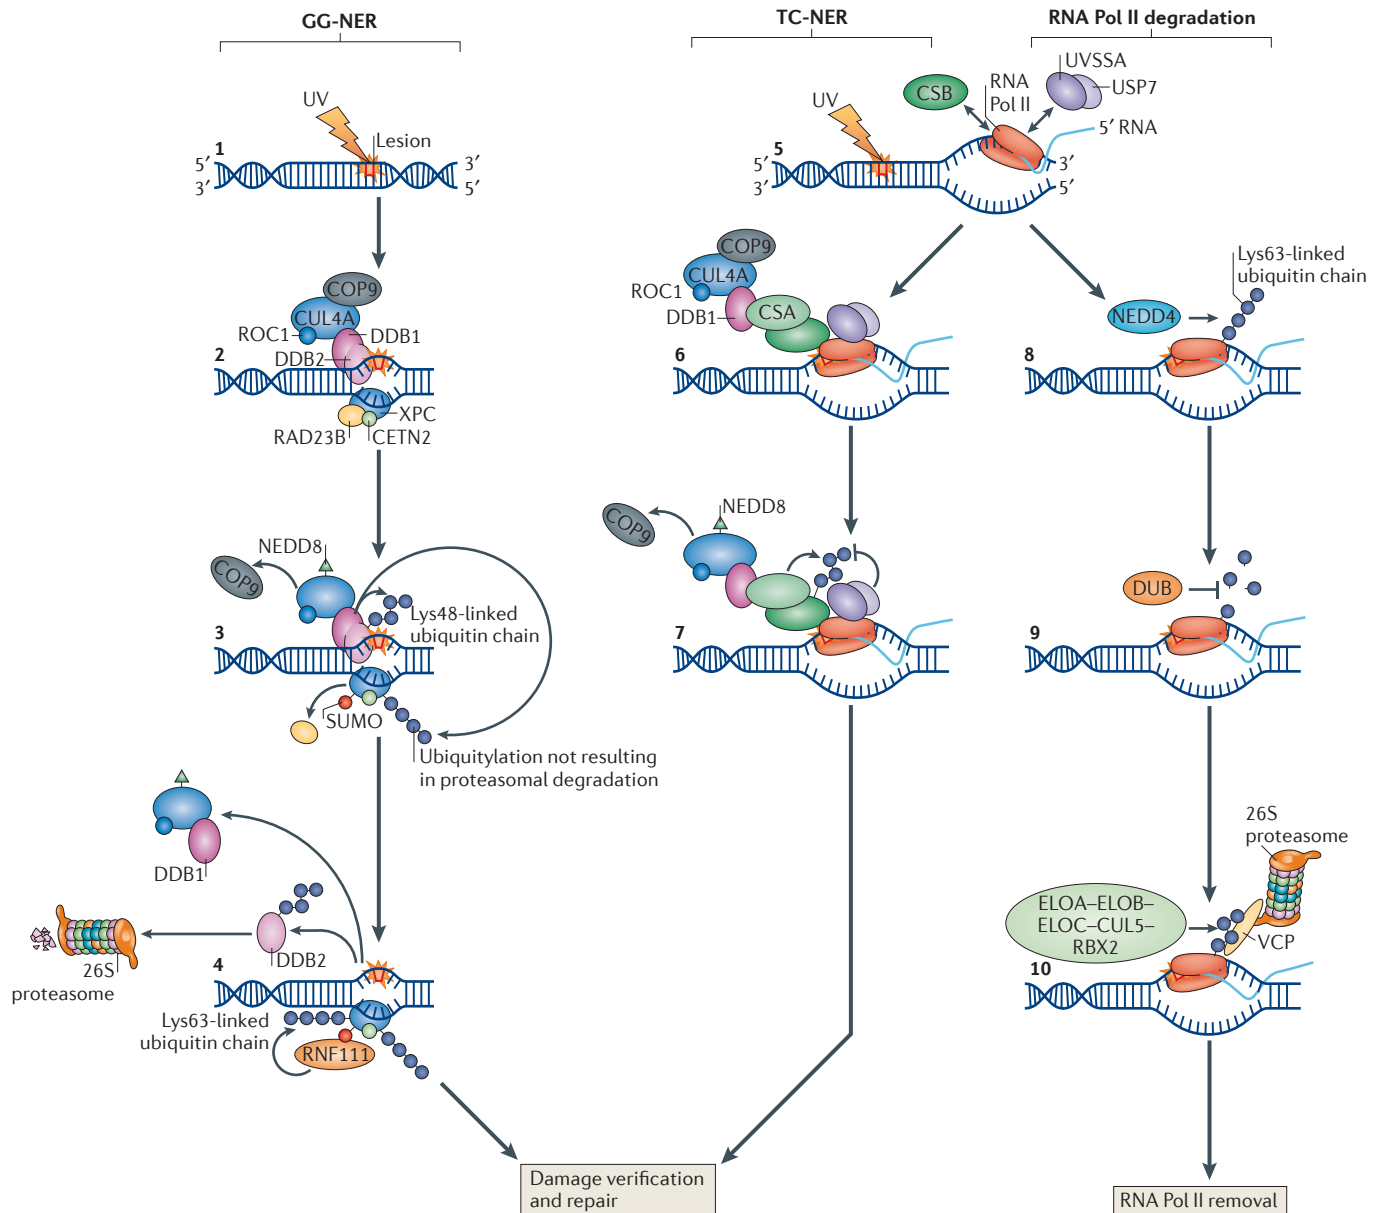 GG-NER
TC-NER
RNA Pol II degradation
UV
Lesion
1
5′
3′
3′
5′
COP9
CUL4A
ROC1
DDB1
2
DDB2
XPC
RAD23B
CETN2
NEDD8
COP9
Lys48-linked
ubiquitin chain
3
SUMO
Ubiquitylation not resulting
in proteasomal degradation
DDB1
DDB2
26S
proteasome
4
Lys63-linked
ubiquitin chain
RNF111
UV
CSB
RNA
Pol II
UVSSA
USP7
5′ RNA
5
5′
3′
3′
5′
COP9
CUL4A
ROC1
DDB1
CSA
6
NEDD8
COP9
7
Lys63-linked
ubiquitin chain
NEDD4
8
DUB
9
26S
proteasome
ELOA–ELOB–
ELOC–CUL5–
RBX2
VCP
10
Damage verification
and repair
RNA Pol II removal